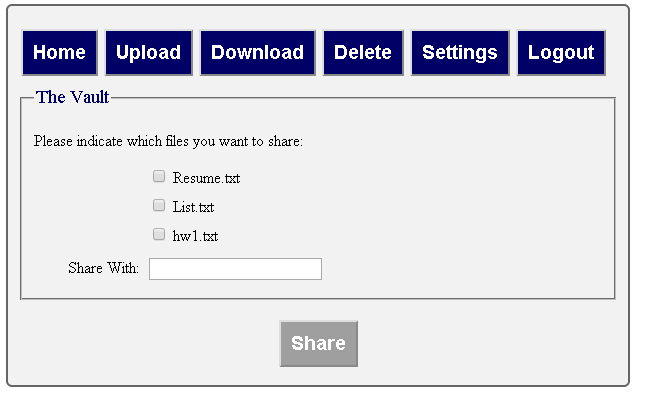 Home Upload Download Delete Settings Logout
The Vault
Please indicate which files you want to share:
Resume.txt
List.txt
hw1.txt
Share With:
Share